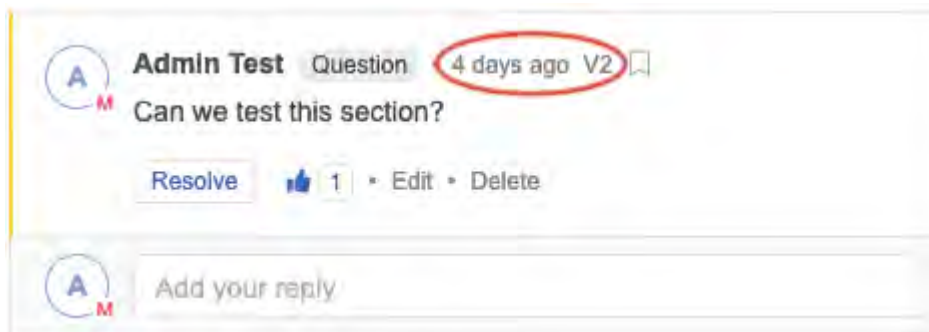 A M Admin Test Question 4 days ago V2
Can we test this section?
Resolve 1 • Edit • Delete
A M Add your reply